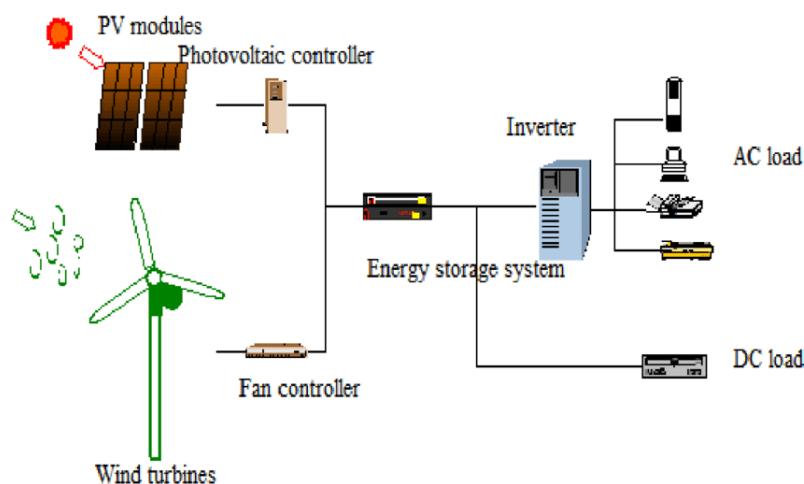 PV modules
Photovoltaic controller
Inverter
AC load
Energy storage system
DC load
Fan controller
Wind turbines